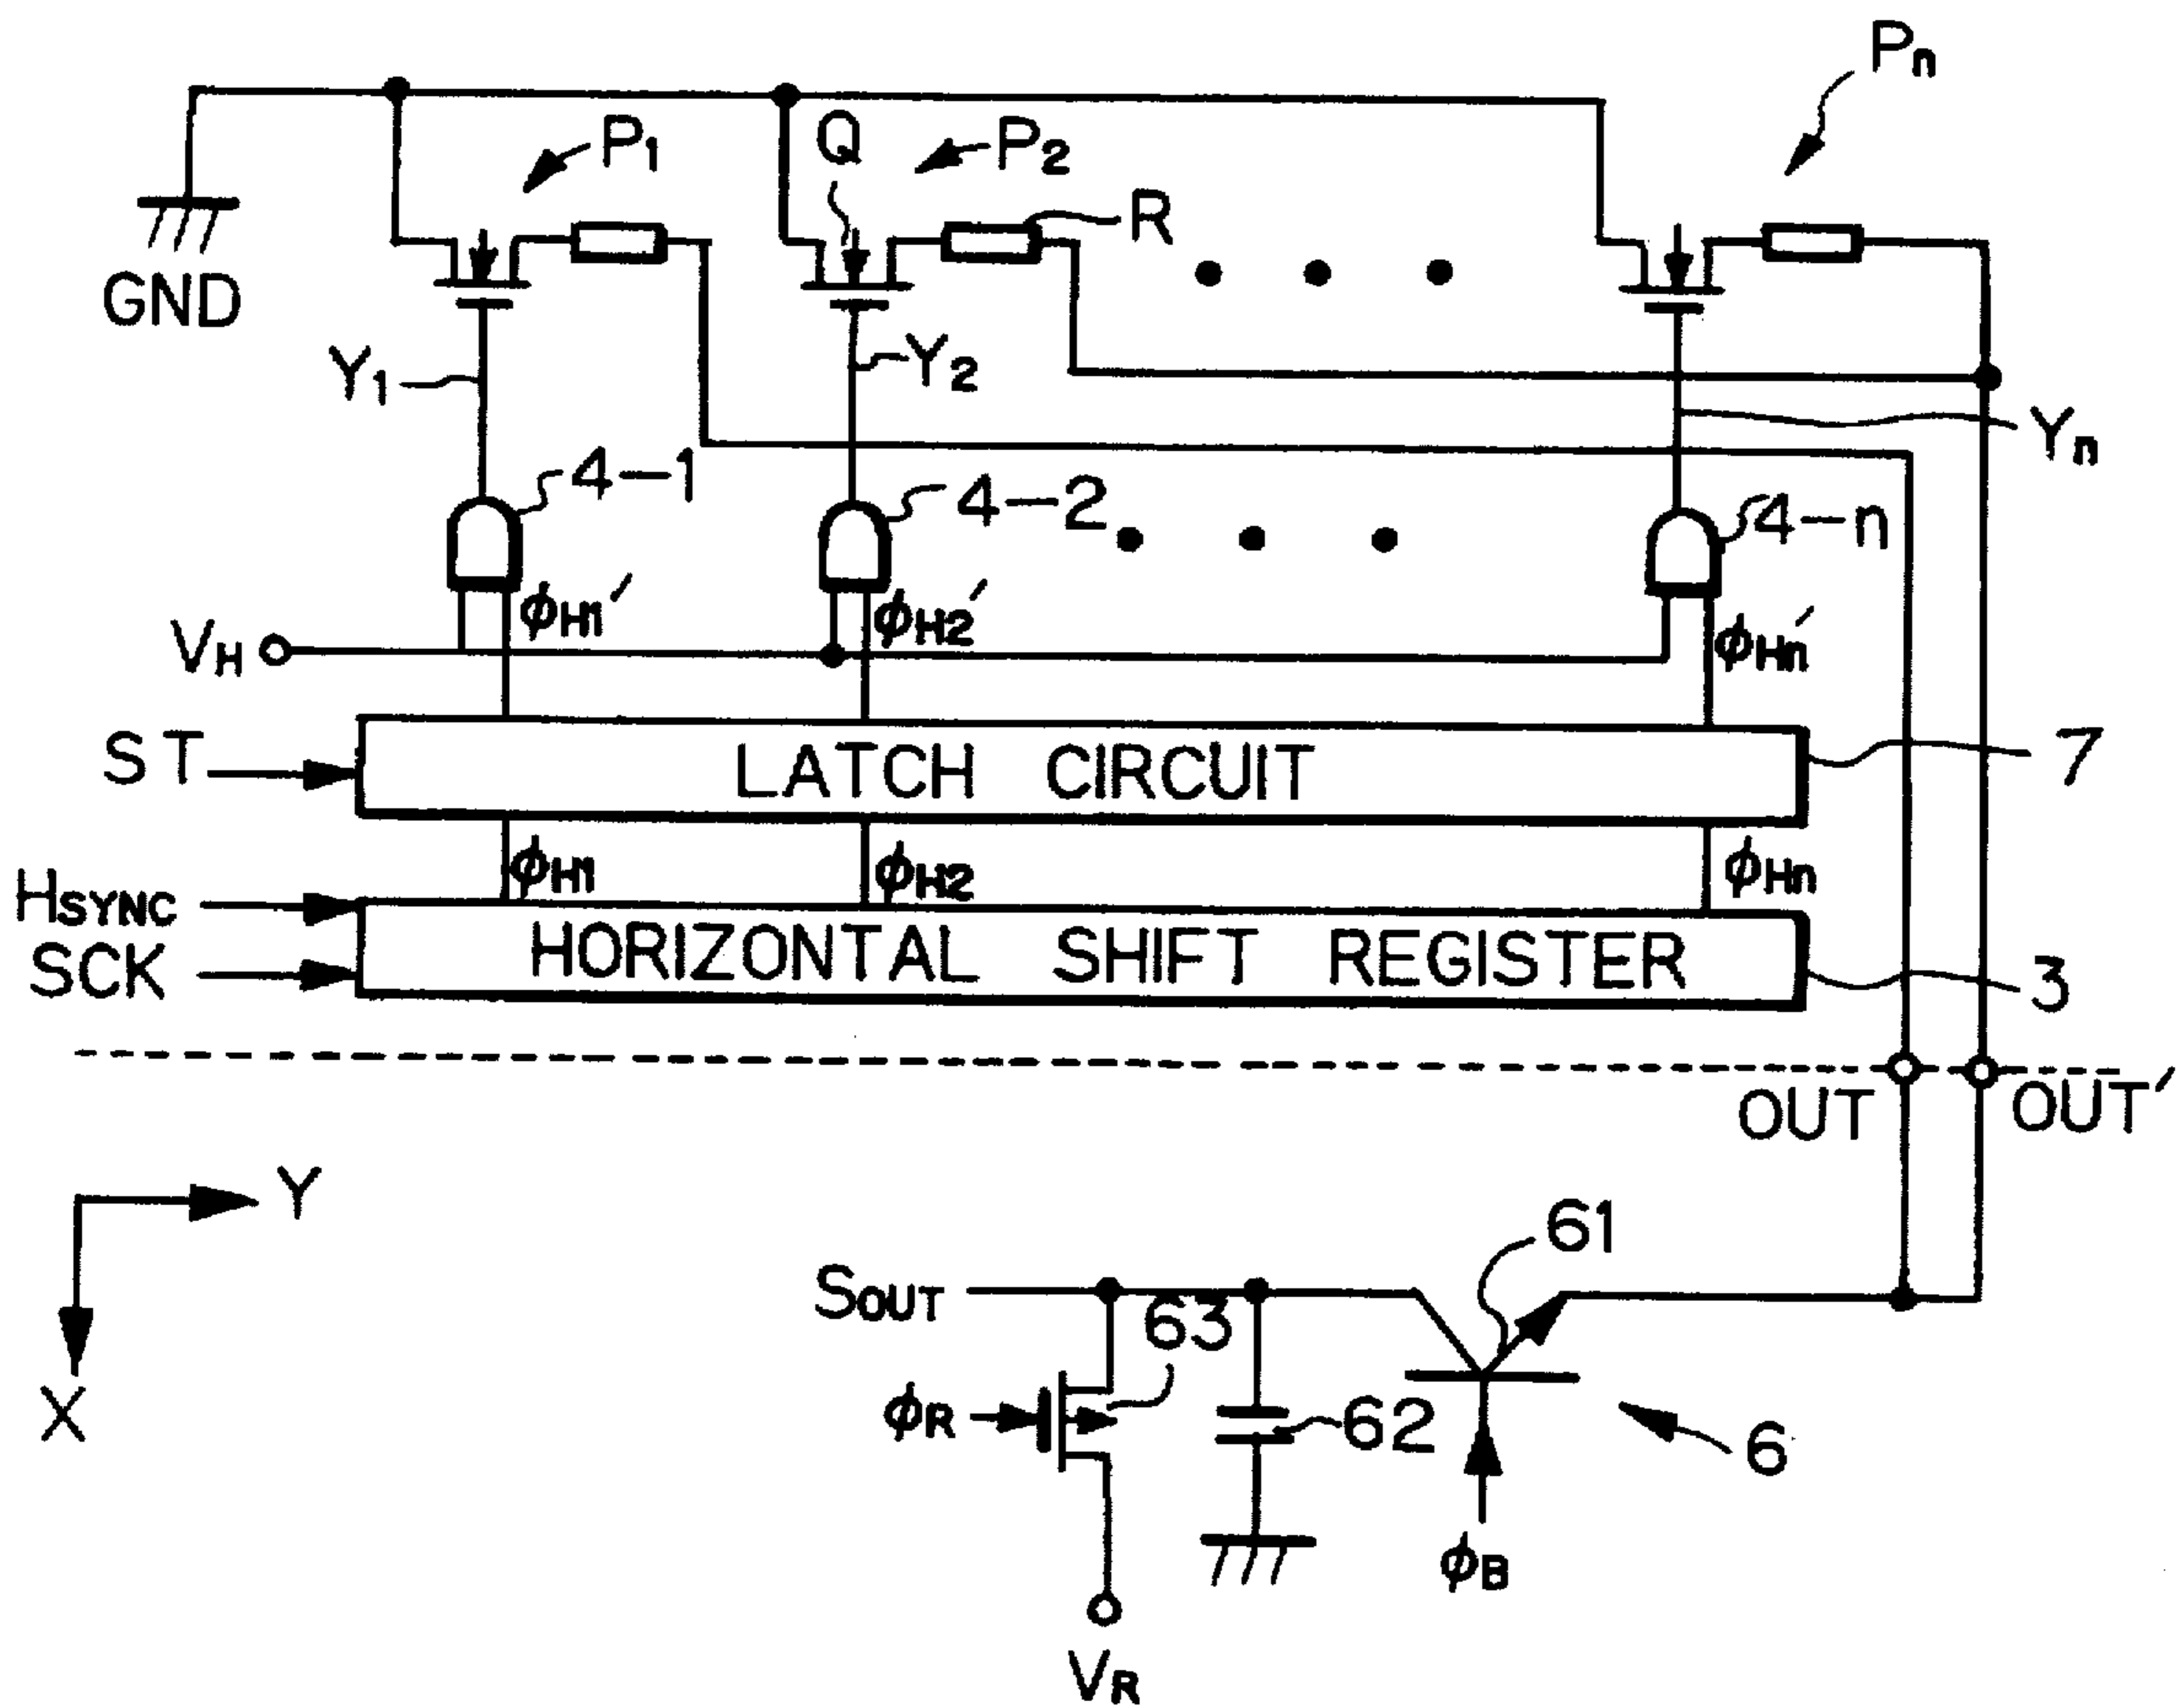 Pn
P1
Q
P2
R
GND
Y1
Y2
Yn
4-1
4-2
4-n
ϕH1'
ϕH2'
ϕHn'
VH
ST
LATCH CIRCUIT
7
ϕH1
ϕH2
ϕHn
HSYNC
SCK
HORIZONTAL SHIFT REGISTER
3
OUT
OUT'
Y
X
61
SOUT
63
ϕR
62
6
ϕB
VR